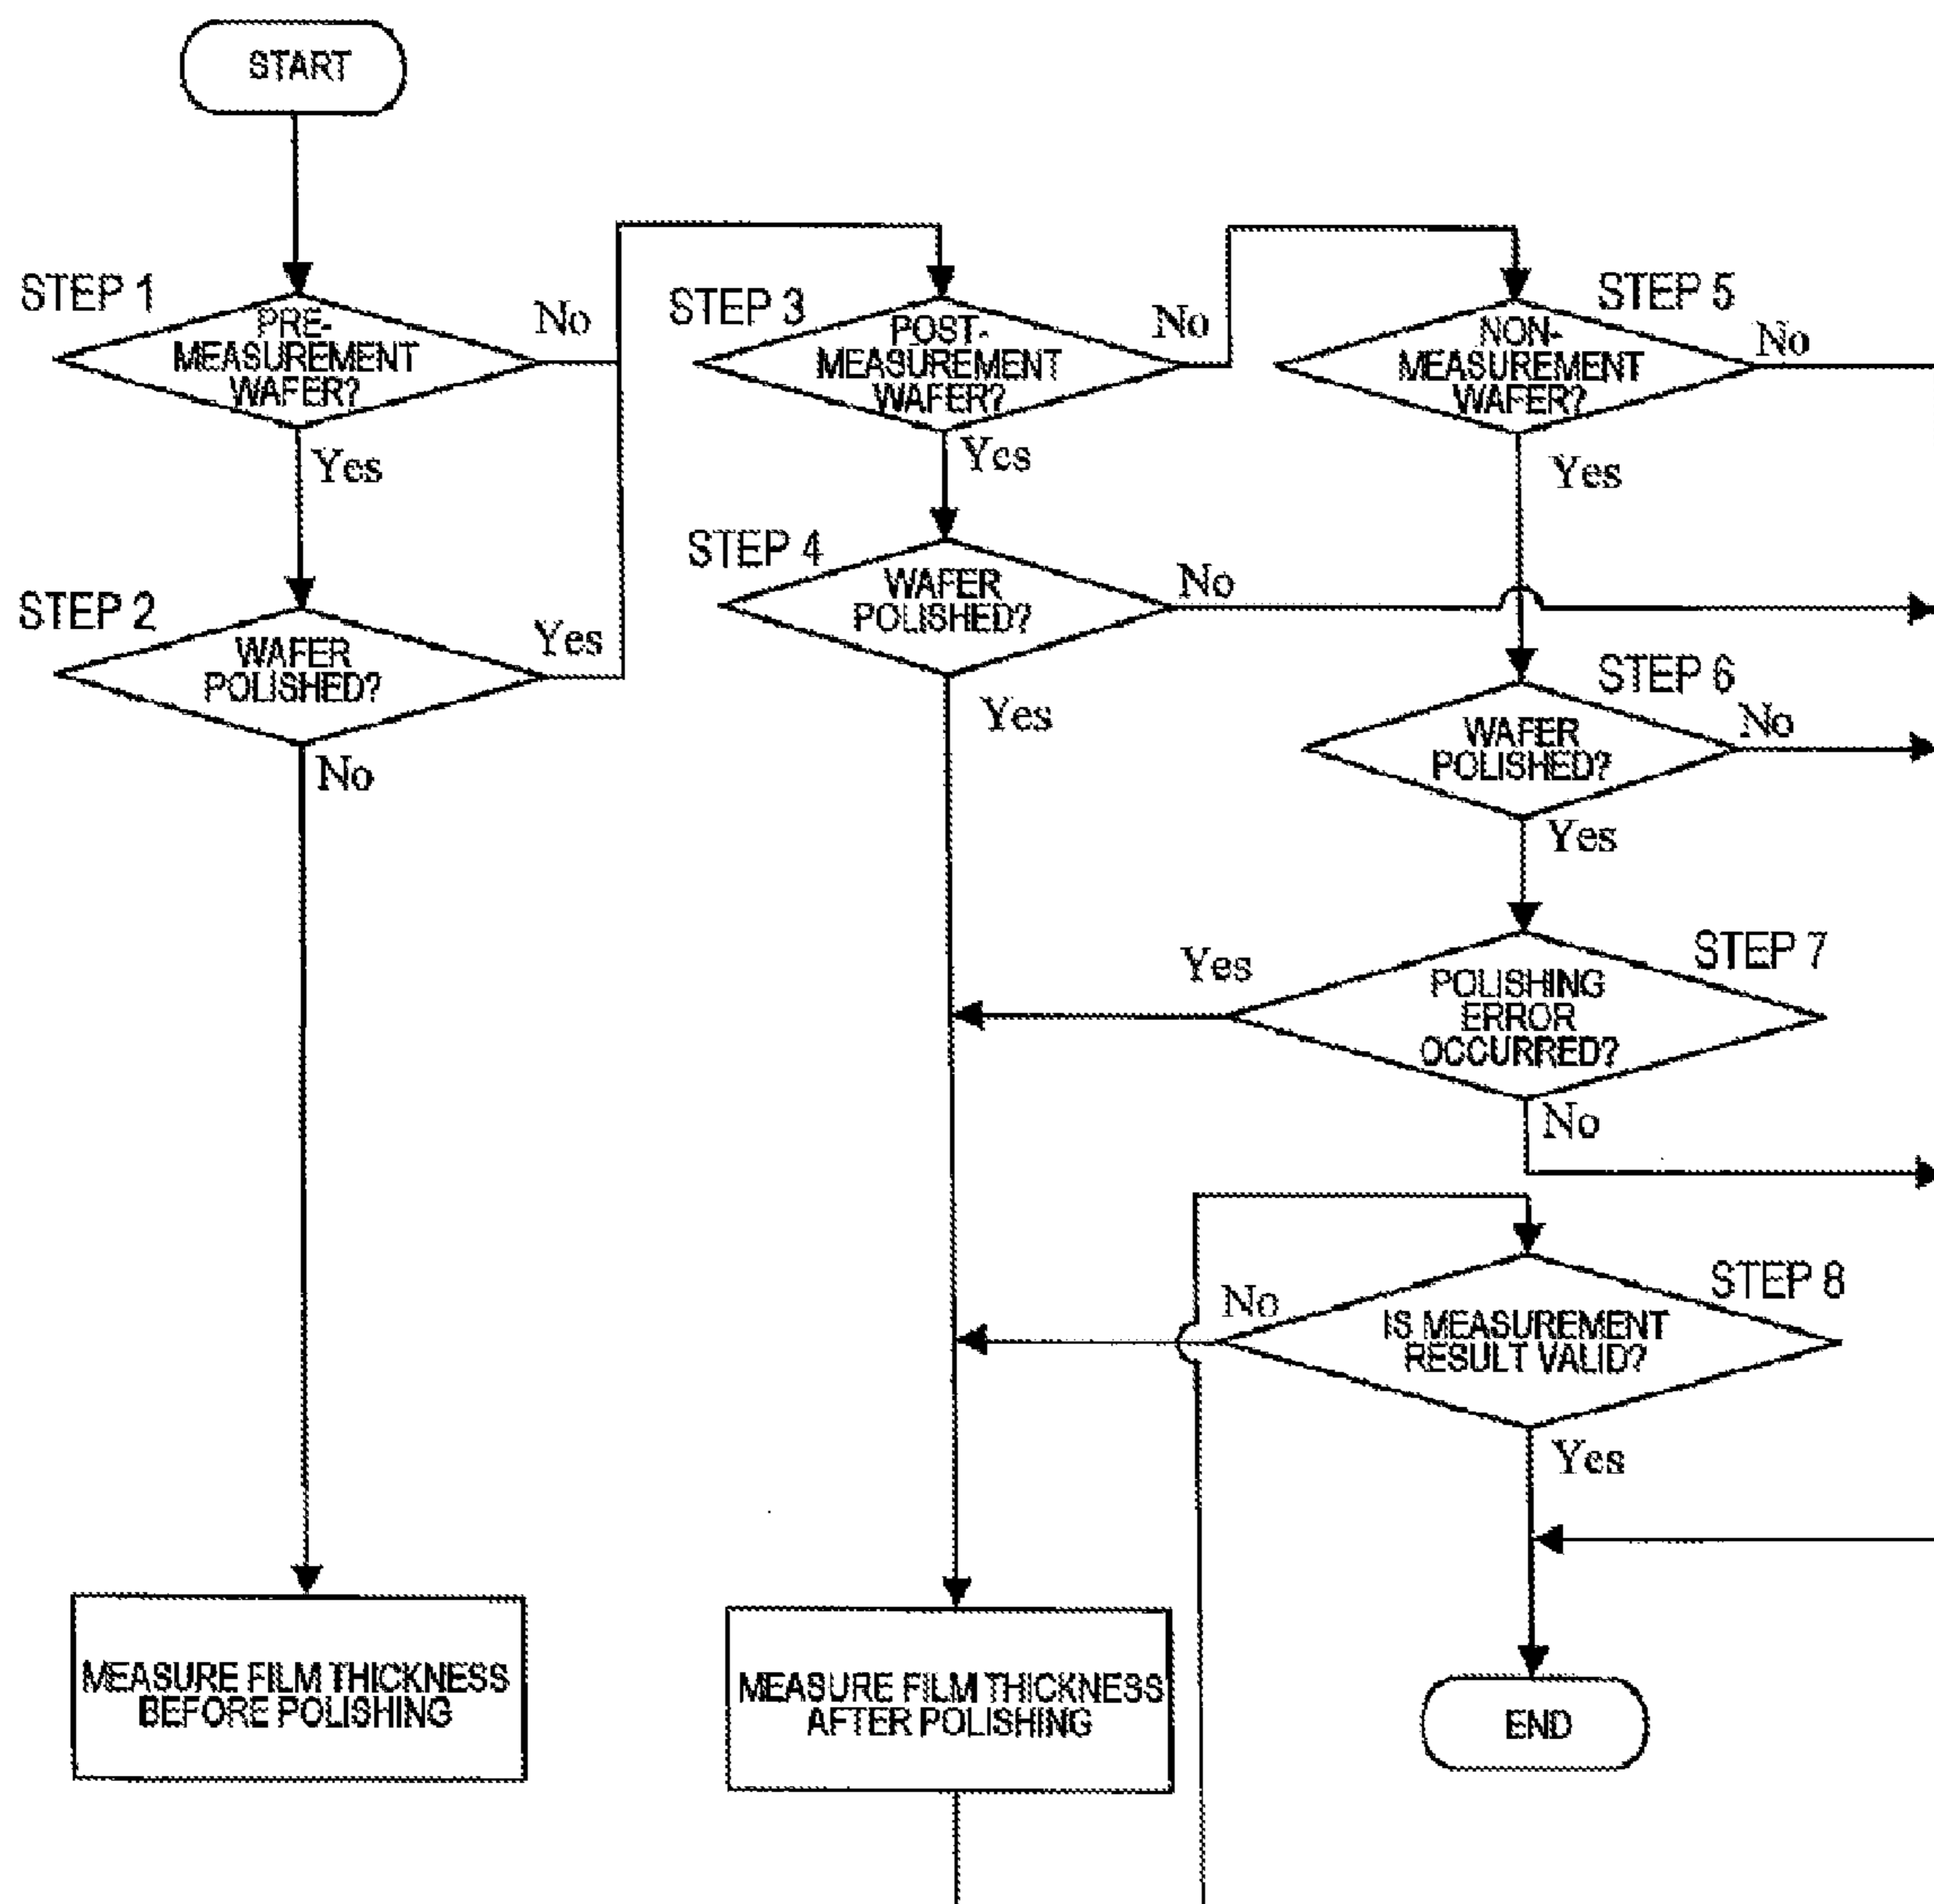 START
STEP 1
PRE-
MEASUREMENT
WAFER?
No
Yes
STEP 2
WAFER
POLISHED?
Yes
No
MEASURE FILM THICKNESS
BEFORE POLISHING
STEP 3
POST-
MEASUREMENT
WAFER?
No
Yes
STEP 4
WAFER
POLISHED?
No
Yes
MEASURE FILM THICKNESS
AFTER POLISHING
STEP 5
NON-
MEASUREMENT
WAFER?
No
Yes
STEP 6
WAFER
POLISHED?
No
Yes
STEP 7
POLISHING
ERROR
OCCURRED?
Yes
No
STEP 8
IS MEASUREMENT
RESULT VALID?
No
Yes
END